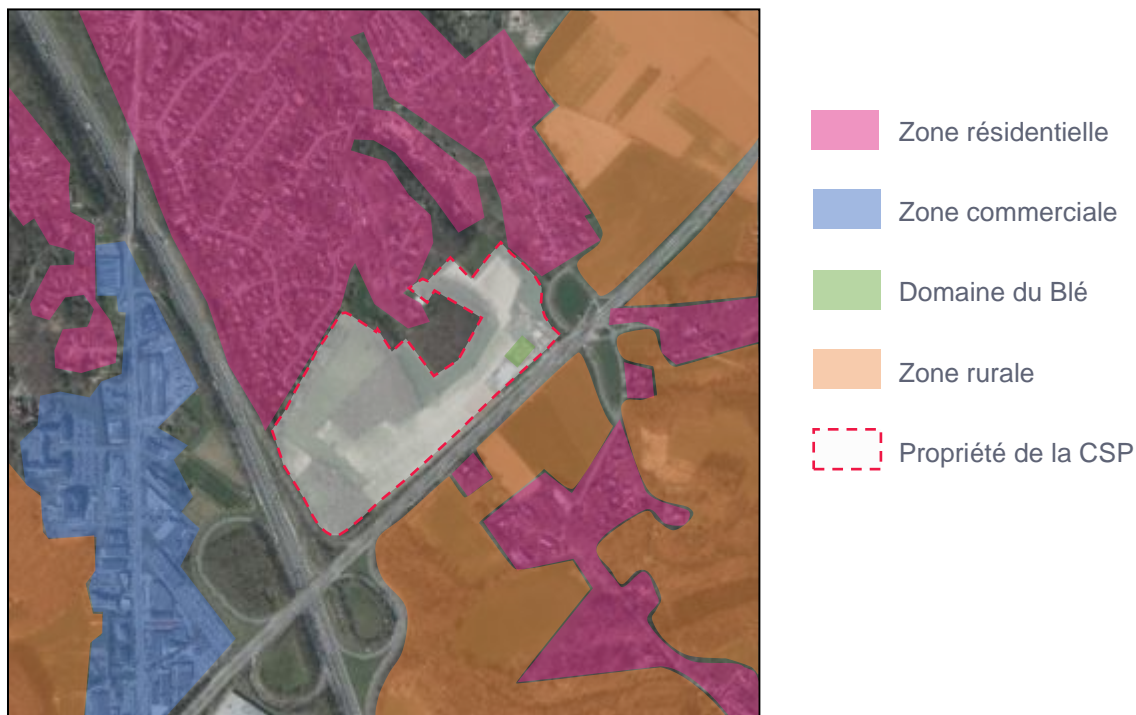 Zone résidentielle
Zone commerciale
Domaine du Blé
Zone rurale
Propriété de la CSP